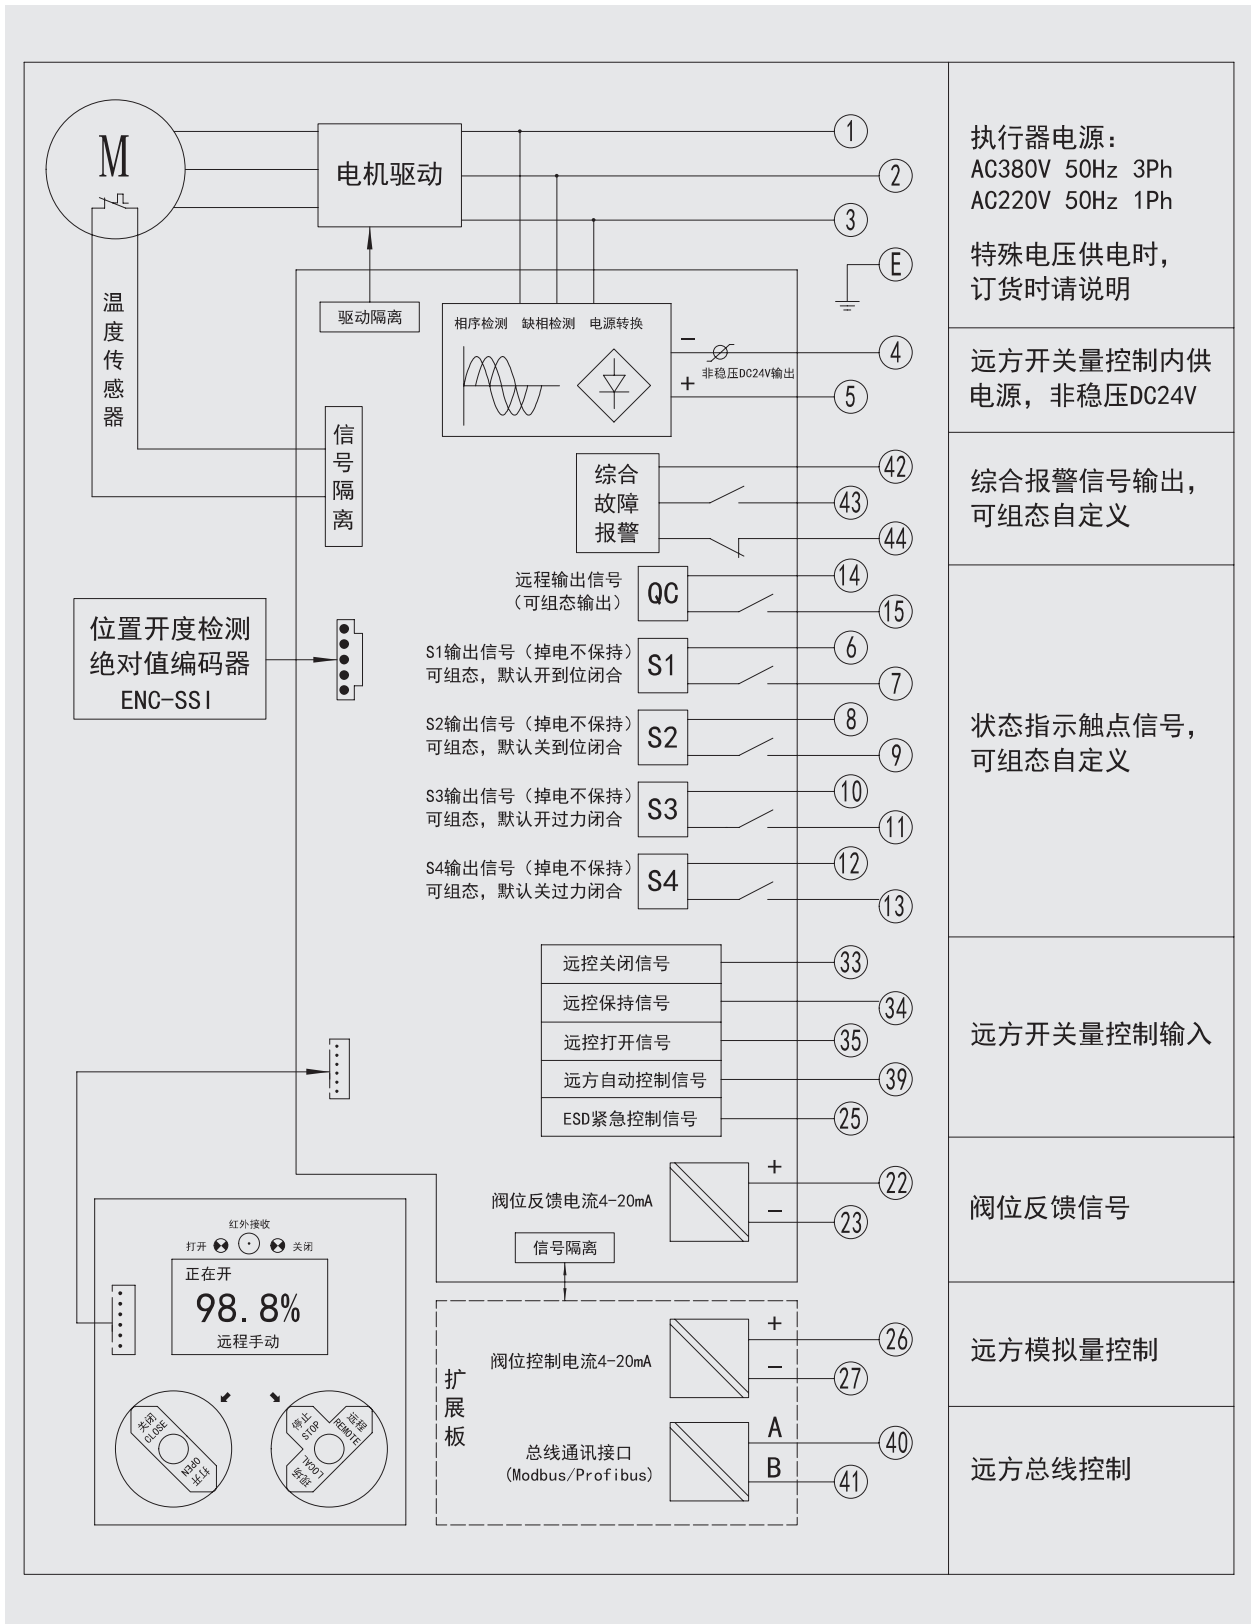 M
电机驱动
①
②
③
E
执行器电源：
AC380V 50Hz 3Ph
AC220V 50Hz 1Ph
特殊电压供电时，
订货时请说明
温度传感器
驱动隔离
相序检测 缺相检测 电源转换
−
+
非稳压DC24V输出
④
⑤
远方开关量控制内供
电源，非稳压DC24V
信号隔离
综合
故障
报警
42
43
44
综合报警信号输出，
可组态自定义
远程输出信号
（可组态输出）
QC
14
15
位置开度检测
绝对值编码器
ENC-SSI
S1输出信号（掉电不保持）
可组态，默认开到位闭合
S1
6
7
S2输出信号（掉电不保持）
可组态，默认关到位闭合
S2
8
9
S3输出信号（掉电不保持）
可组态，默认开过力闭合
S3
10
11
S4输出信号（掉电不保持）
可组态，默认关过力闭合
S4
12
13
状态指示触点信号，
可组态自定义
远控关闭信号
33
远控保持信号
34
远控打开信号
35
远方自动控制信号
39
ESD紧急控制信号
25
远方开关量控制输入
阀位反馈电流4-20mA
+
−
22
23
阀位反馈信号
信号隔离
红外接收
打开 关闭
正在开
98.8%
远程手动
关闭
CLOSE
OPEN
打开
停止
STOP
远程
REMOTE
LOCAL
现场
扩展板
阀位控制电流4-20mA
+
−
26
27
远方模拟量控制
总线通讯接口
(Modbus/Profibus)
A
B
40
41
远方总线控制